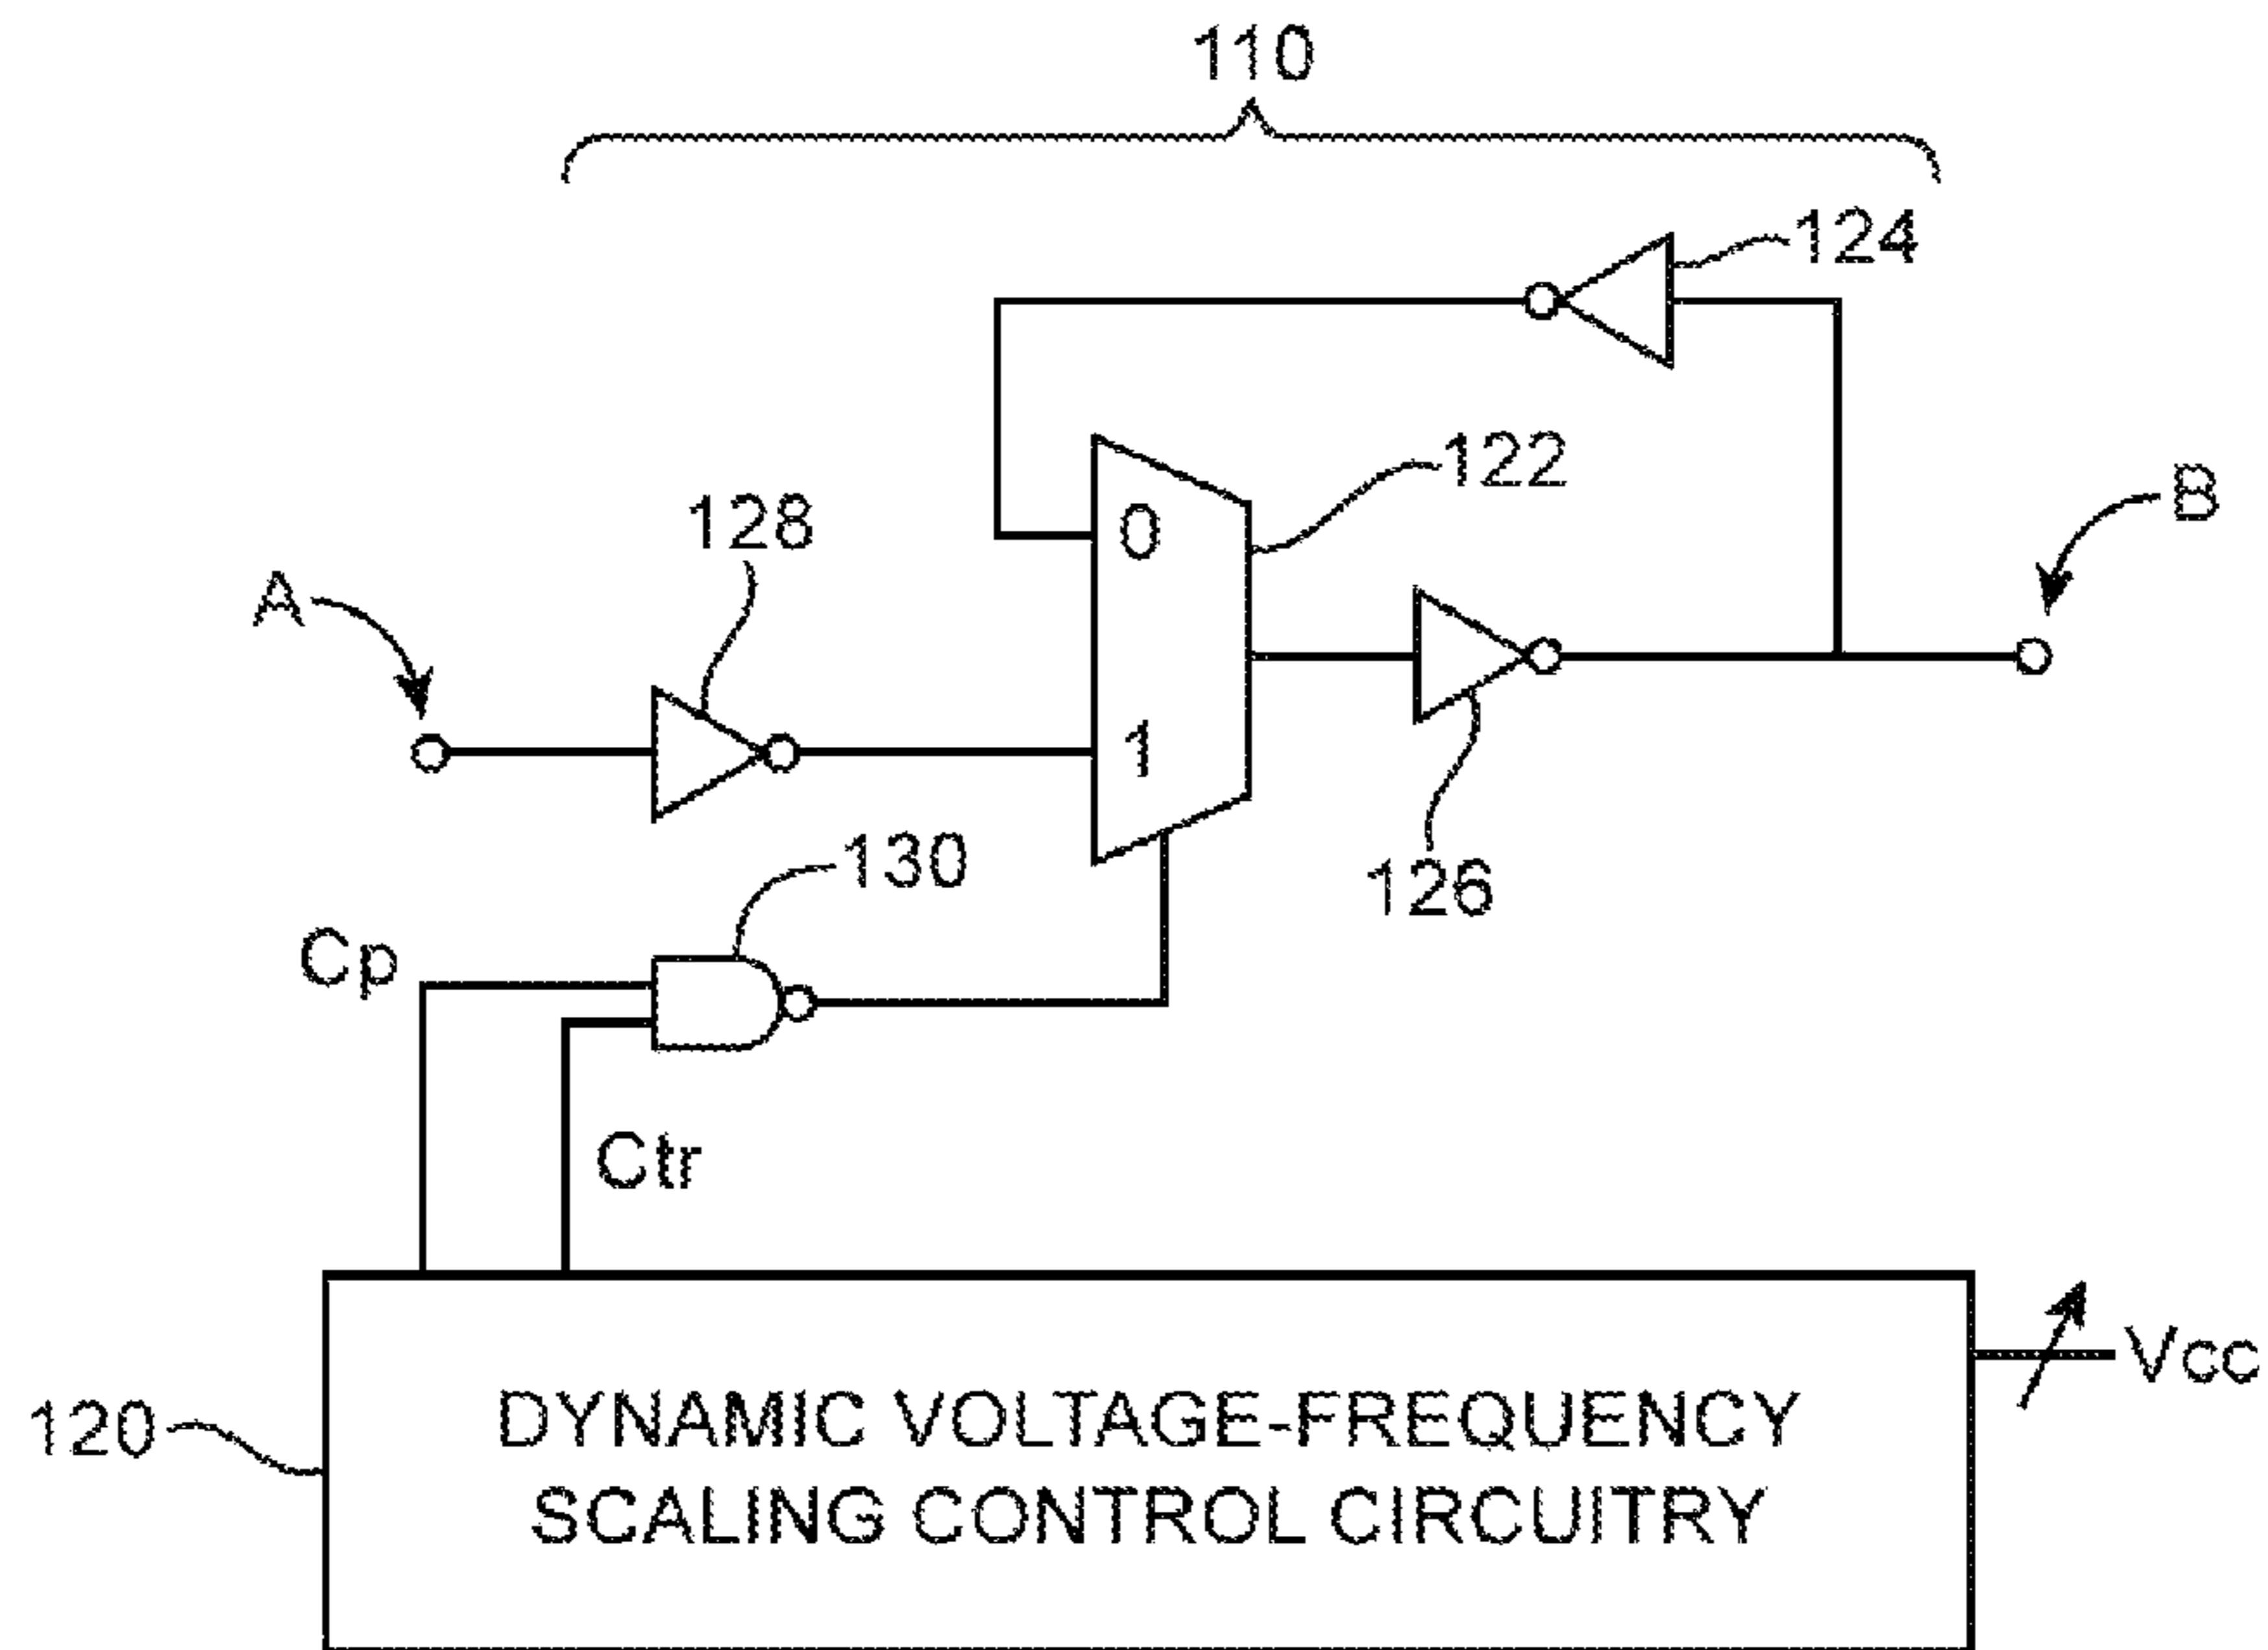 110
124
122
B
128
A
0
1
130
126
Cp
Ctr
Vcc
120
DYNAMIC VOLTAGE-FREQUENCY
SCALING CONTROL CIRCUITRY